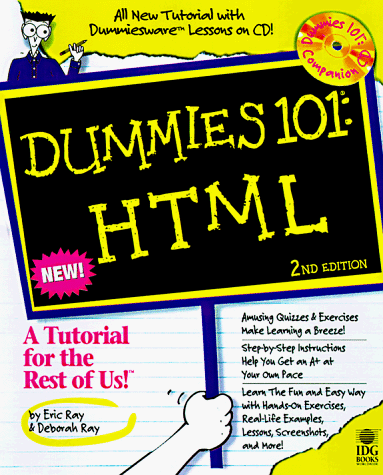 All New Tutorial with
Dummiesware™ Lessons on CD!
Dummies 101:
Companion CD
DUMMIES 101:®
HTML
2ND EDITION
NEW!
A Tutorial
for the
Rest of Us!™
by Eric Ray
& Deborah Ray
Amusing Quizzes & Exercises
Make Learning a Breeze!
Step-by-Step Instructions
Help You Get an A+ at
Your Own Pace
Learn The Fun and Easy Way
with Hands-On Exercises,
Real-Life Examples,
Lessons, Screenshots,
and More!
IDG
BOOKS
WORLDWIDE